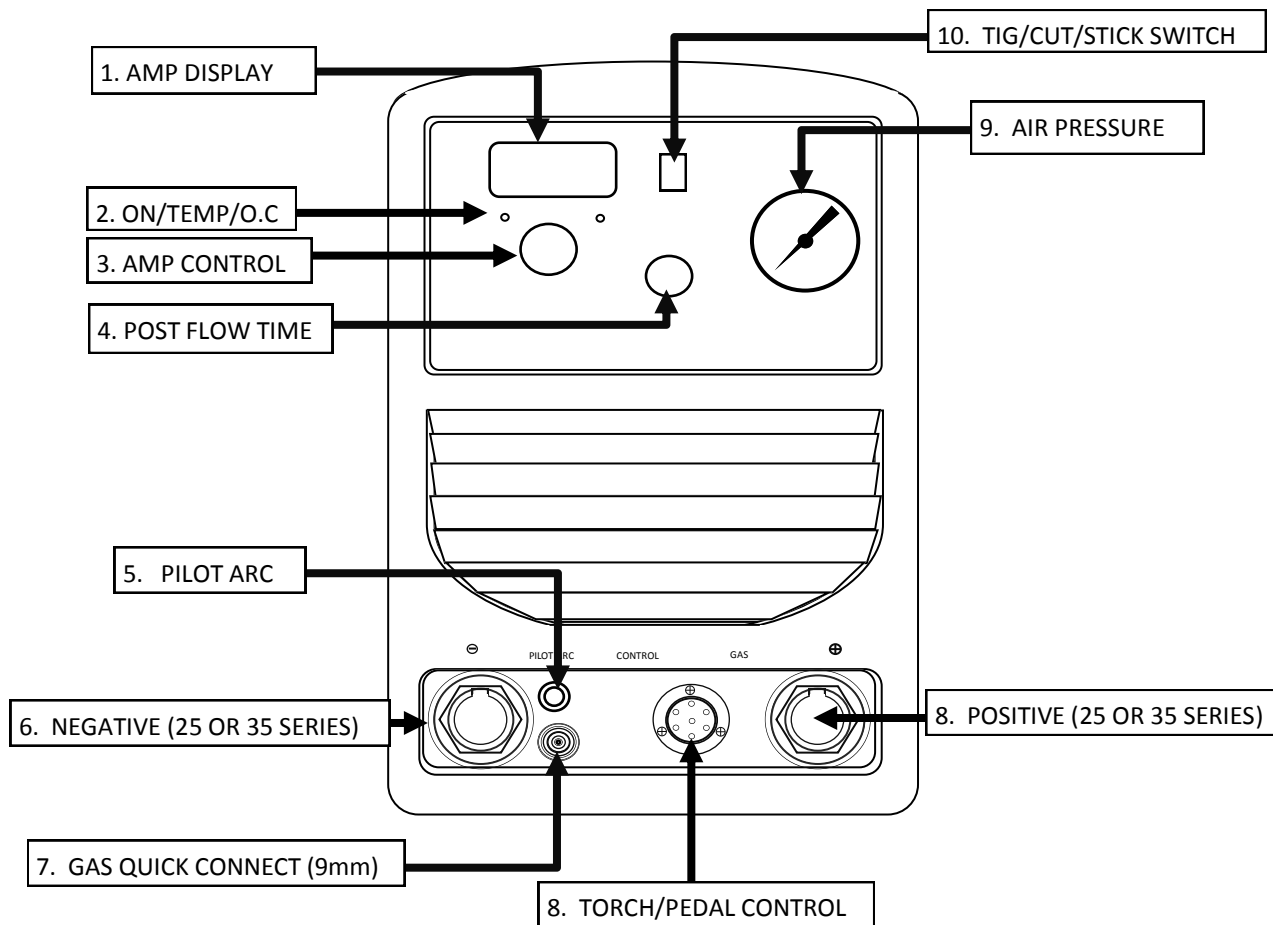 10. TIG/CUT/STICK SWITCH
1. AMP DISPLAY
9. AIR PRESSURE
2. ON/TEMP/O.C
3. AMP CONTROL
4. POST FLOW TIME
5. PILOT ARC
⊖ PILOT ARC CONTROL GAS ⊕
6. NEGATIVE (25 OR 35 SERIES)
8. POSITIVE (25 OR 35 SERIES)
7. GAS QUICK CONNECT (9mm)
8. TORCH/PEDAL CONTROL